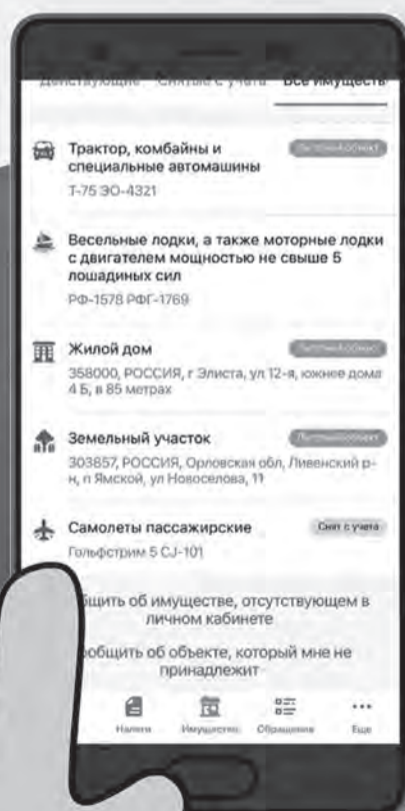 Действующие Снятые с учета Все имуществ
Трактор, комбайны и
специальные автомашины
Т-75 ЭО-4321
Весельные лодки, а также моторные лодки
с двигателем мощностью не свыше 5
лошадиных сил
РФ-1578 РФГ-1769
Жилой дом
358000, РОССИЯ, г Элиста, ул 12-я, южнее дома
4 Б, в 85 метрах
Земельный участок
303857, РОССИЯ, Орловская обл, Ливенский р-
н, п Ямской, ул Новоселова, 11
Самолеты пассажирские Снят с учета
Гольфстрим 5 CJ-101
бщить об имуществе, отсутствующем в
личном кабинете
ообщить об объекте, который мне не
принадлежит
Налоги Имущество Обращения Еще